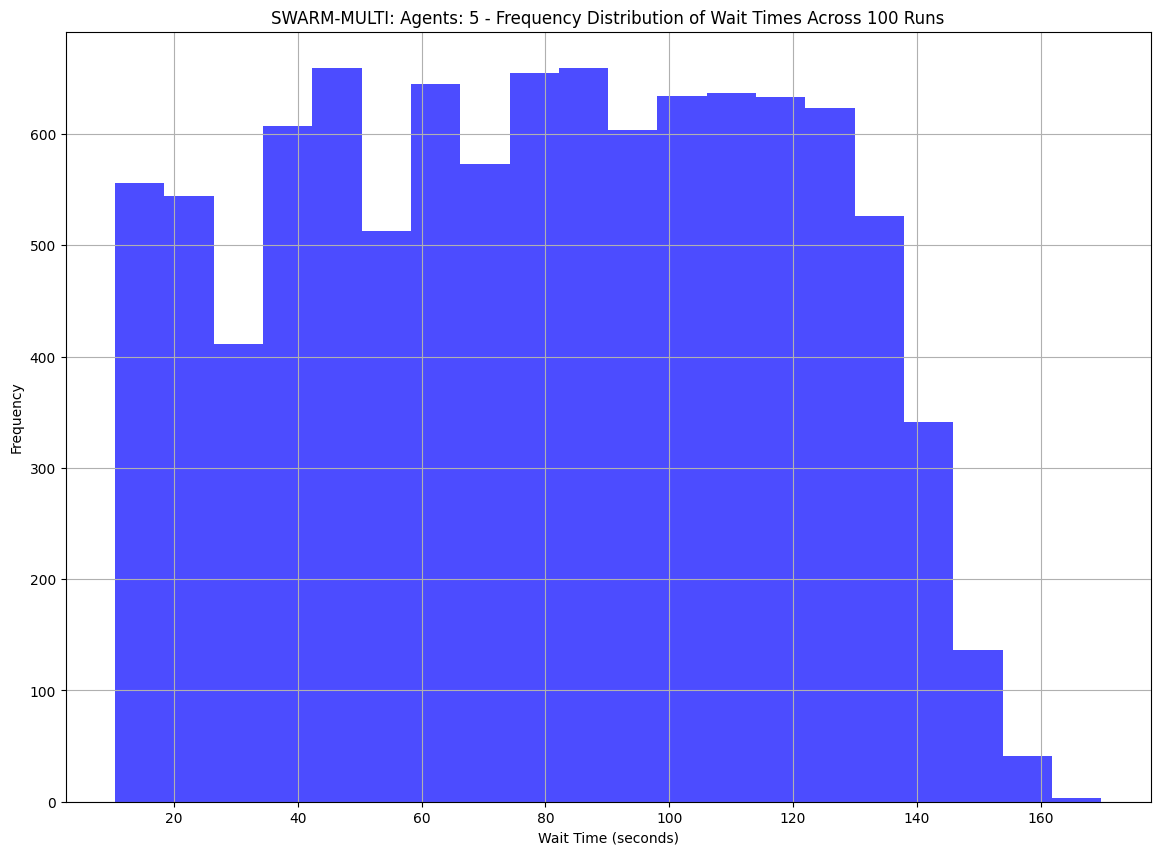 SWARM-MULTI: Agents: 5 - Frequency Distribution of Wait Times Across 100 Runs
600
500
400
300
200
100
0
Frequency
20 40 60 80 100 120 140 160
Wait Time (seconds)